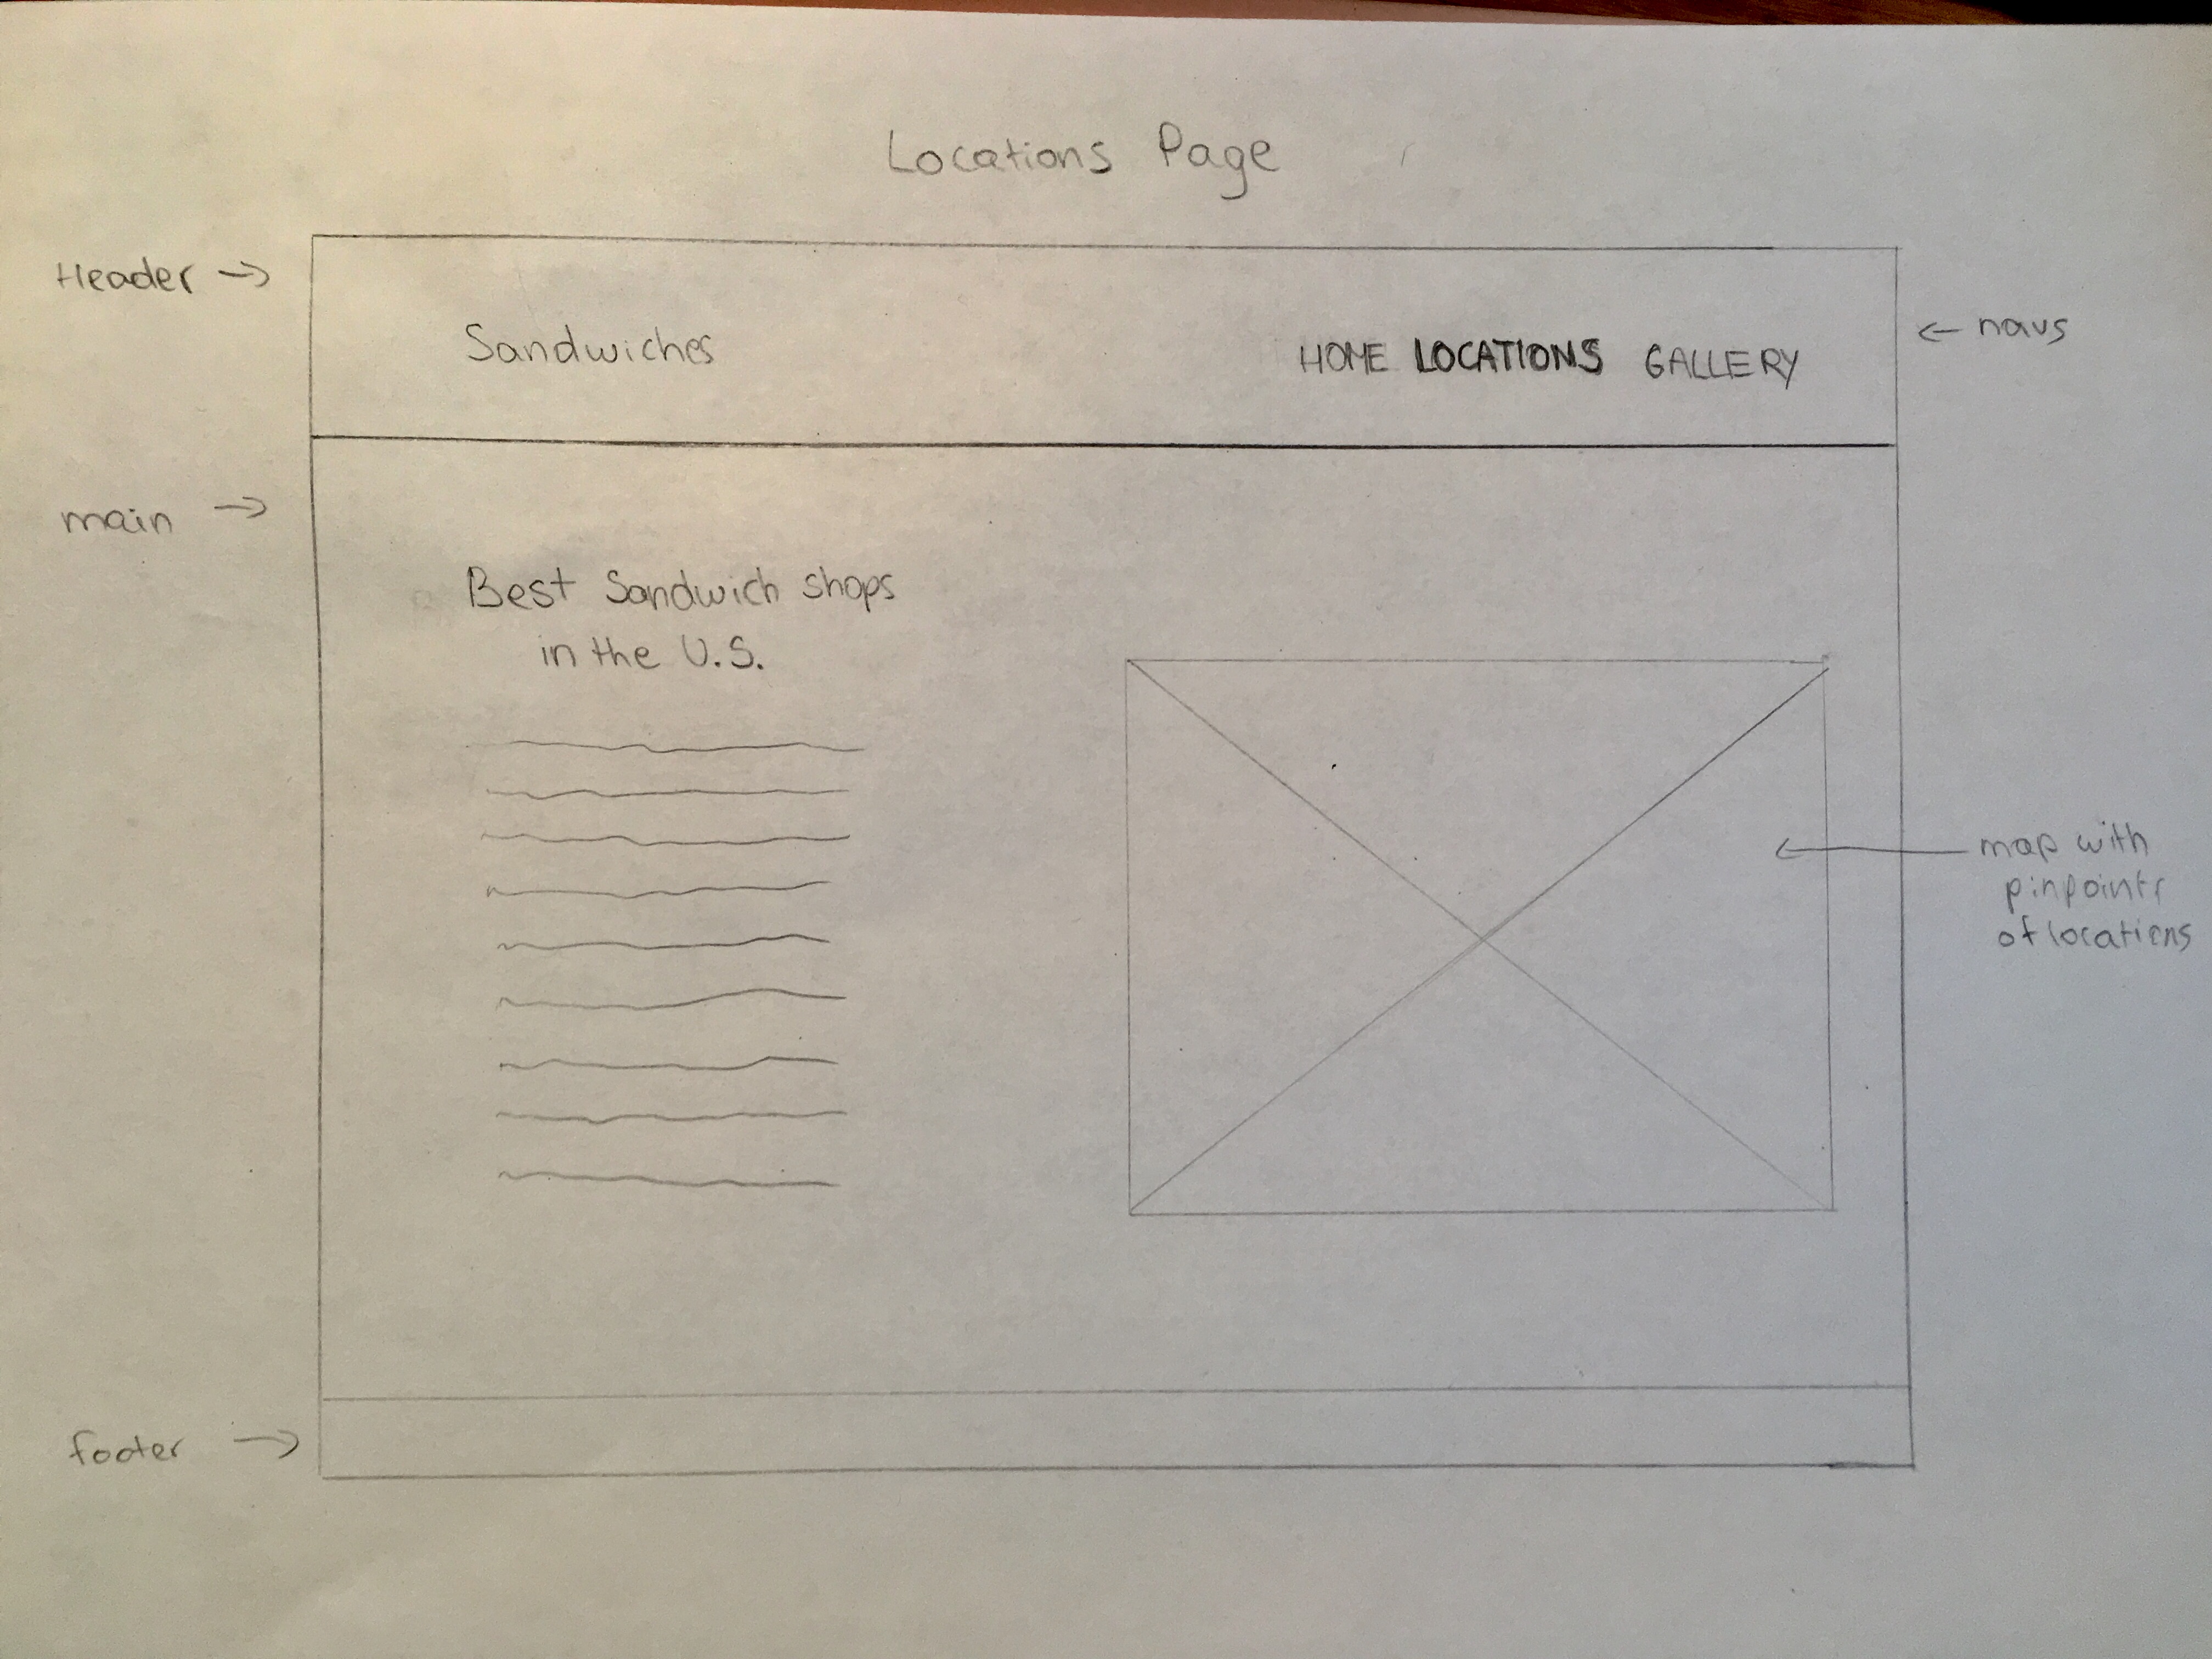 Locations Page
Header →
Sandwiches
HOME LOCATIONS GALLERY
← navs
main →
Best Sandwich shops
in the U.S.
map with
pinpoints
of locations
footer →